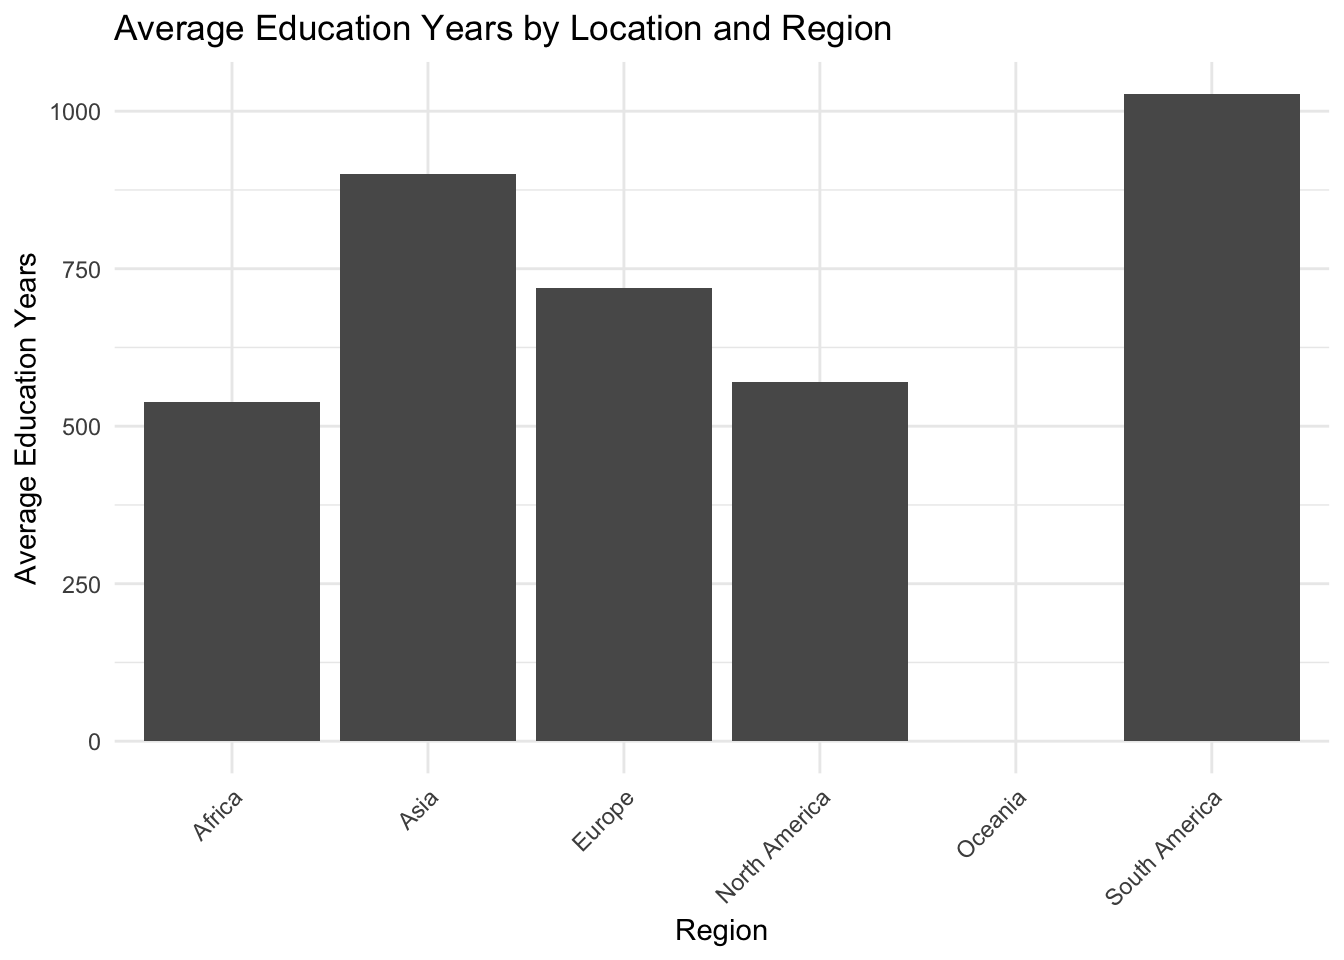 Average Education Years by Location and Region
Average Education Years
1000
750
500
250
0
Africa
Asia
Europe
North America
Oceania
South America
Region